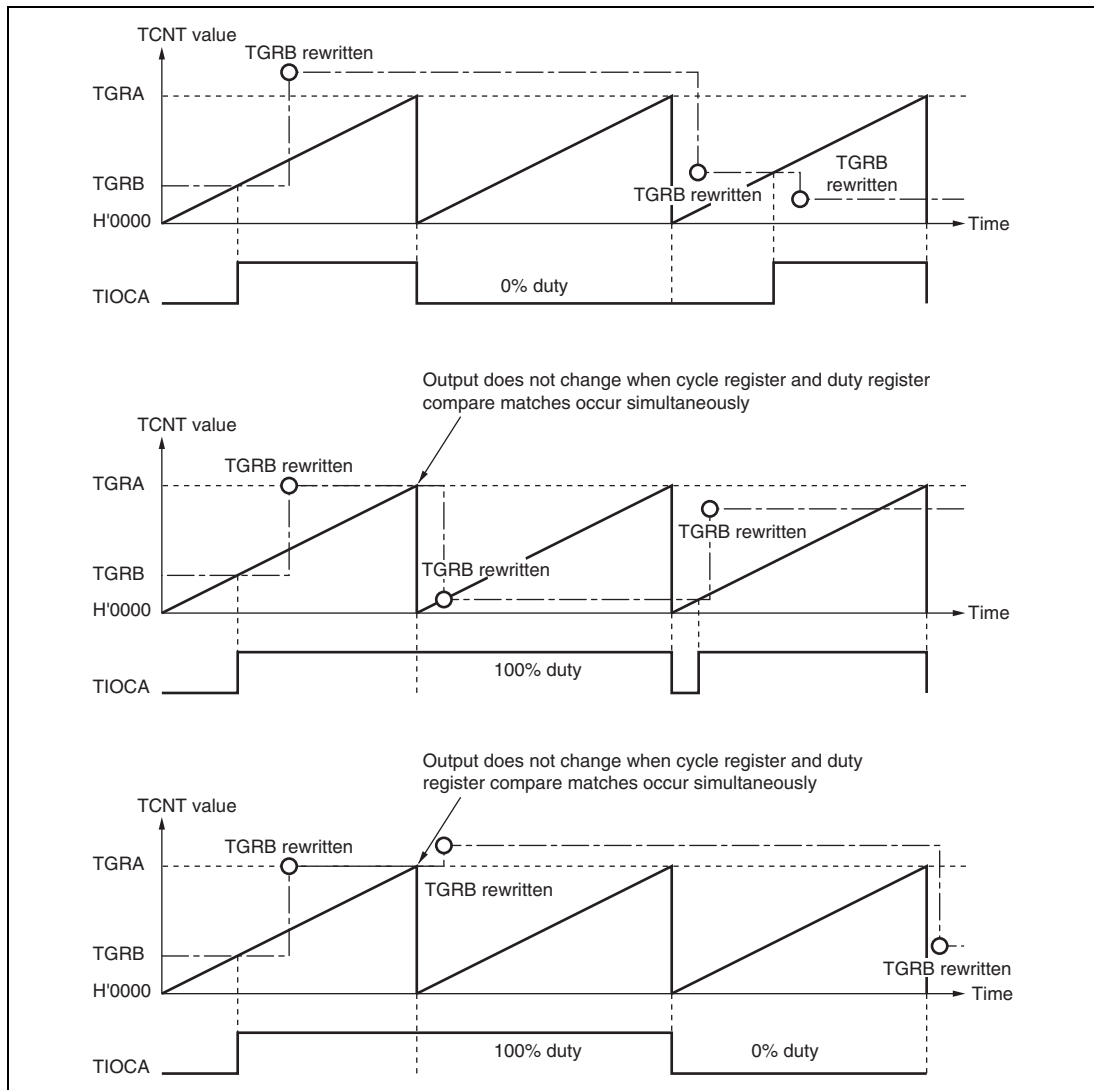 TCNT value
TGRB rewritten
TGRA
TGRB
rewritten
TGRB
TGRB rewritten
H'0000
Time
0% duty
TIOCA
Output does not change when cycle register and duty register
compare matches occur simultaneously
TCNT value
TGRB rewritten
TGRA
TGRB rewritten
TGRB
TGRB rewritten
H'0000
Time
100% duty
TIOCA
Output does not change when cycle register and duty
register compare matches occur simultaneously
TCNT value
TGRB rewritten
TGRA
TGRB rewritten
TGRB
TGRB rewritten
H'0000
Time
100% duty
0% duty
TIOCA